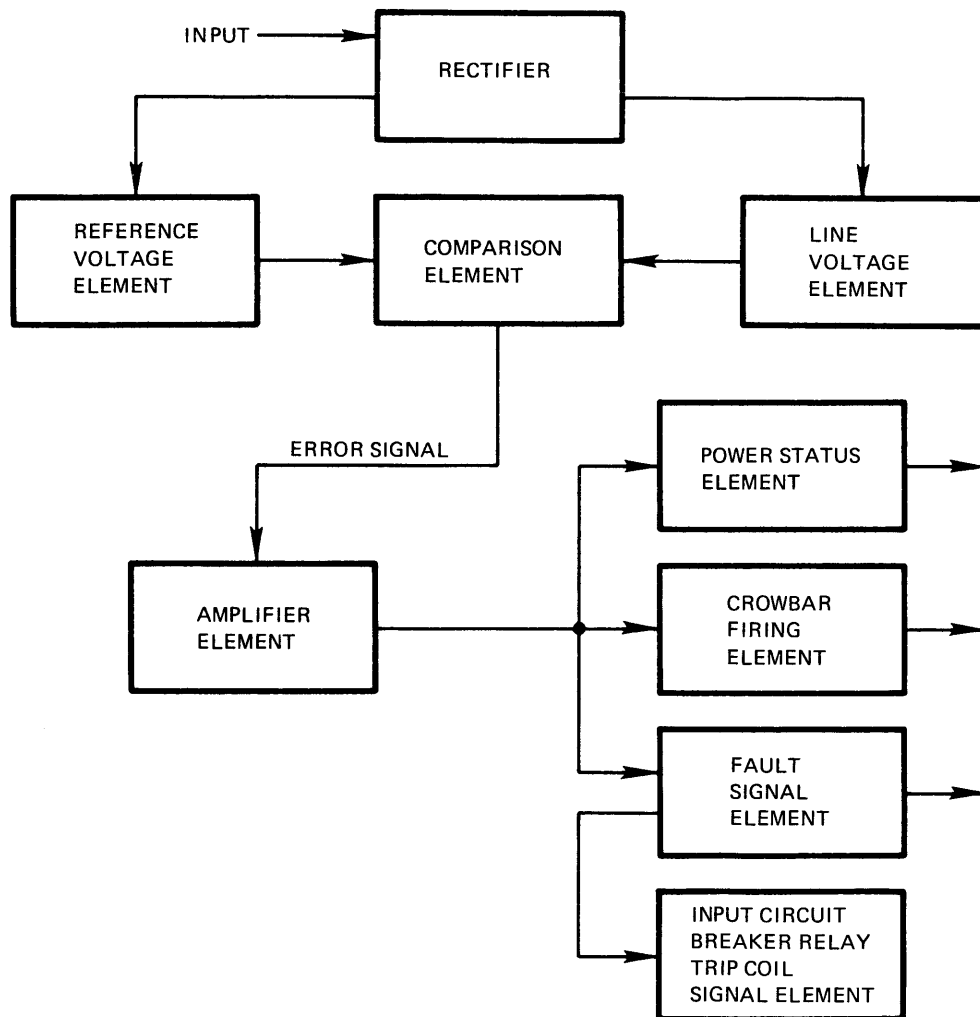 INPUT
RECTIFIER
REFERENCE
VOLTAGE
ELEMENT
COMPARISON
ELEMENT
LINE
VOLTAGE
ELEMENT
ERROR SIGNAL
POWER STATUS
ELEMENT
AMPLIFIER
ELEMENT
CROWBAR
FIRING
ELEMENT
FAULT
SIGNAL
ELEMENT
INPUT CIRCUIT
BREAKER RELAY
TRIP COIL
SIGNAL ELEMENT